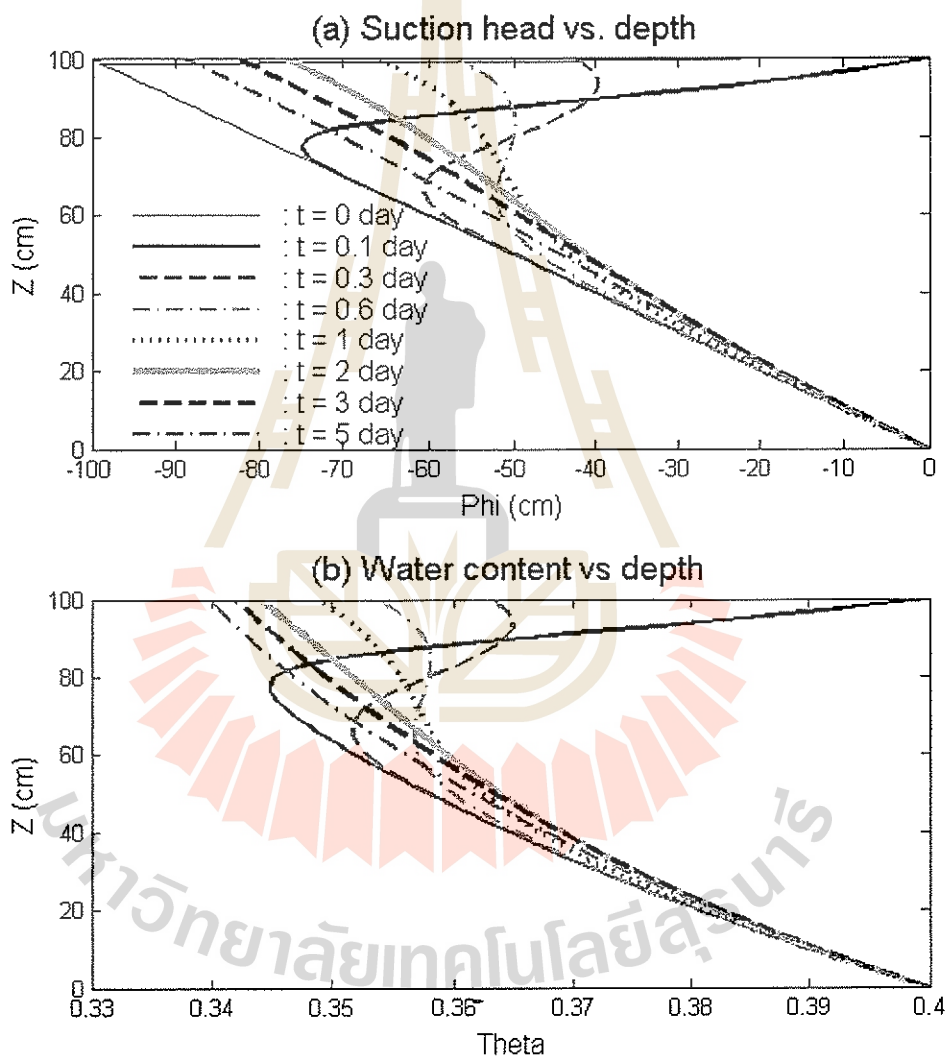 (a) Suction head vs. depth
100
80
60
40
20
0
Z (cm)
: t = 0 day
: t = 0.1 day
: t = 0.3 day
: t = 0.6 day
: t = 1 day
: t = 2 day
: t = 3 day
: t = 5 day
-100 -90 -80 -70 -60 -50 -40 -30 -20 -10 0
Phi (cm)
(b) Water content vs depth
100
80
60
40
20
0
Z (cm)
0.33 0.34 0.35 0.36 0.37 0.38 0.39 0.4
Theta
มหาวิทยาลัยเทคโนโลยีสุรนารี